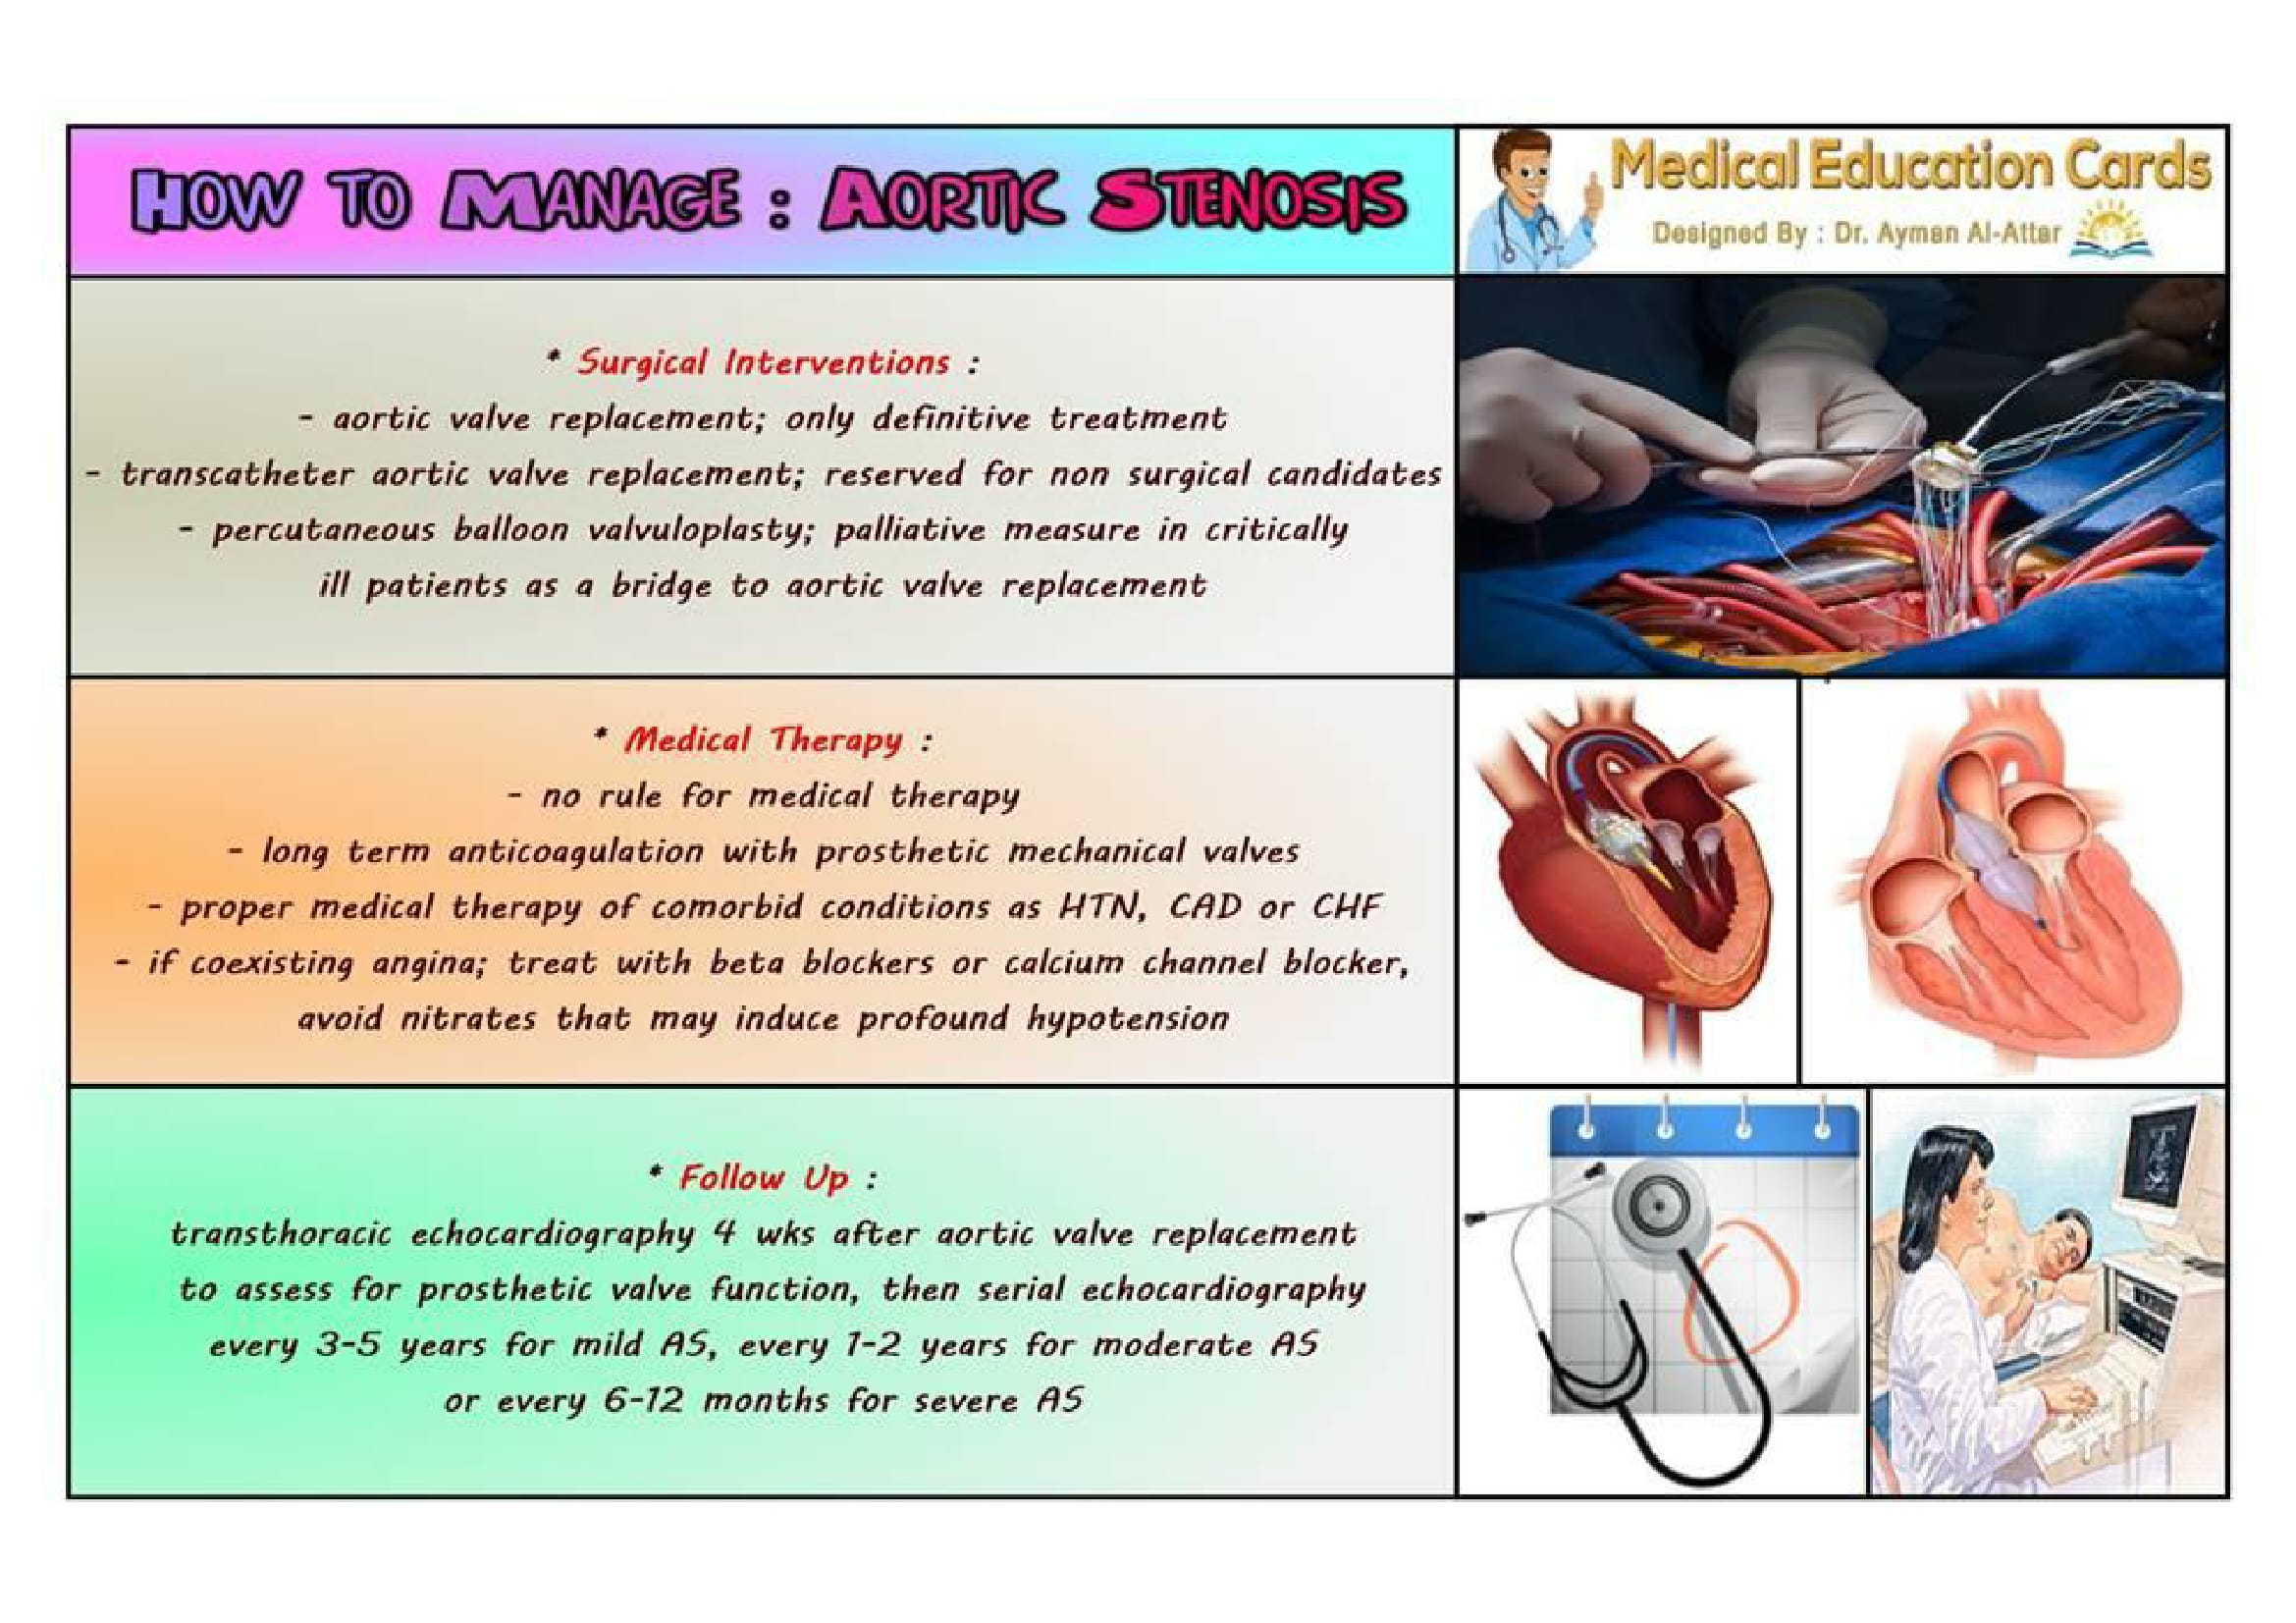 HOW TO MANAGE : AORTIC STENOSIS
Medical Education Cards
Designed By : Dr. Ayman Al-Attar
* Surgical Interventions :
- aortic valve replacement; only definitive treatment
- transcatheter aortic valve replacement; reserved for non surgical candidates
- percutaneous balloon valvuloplasty; palliative measure in critically
ill patients as a bridge to aortic valve replacement
* Medical Therapy :
- no rule for medical therapy
- long term anticoagulation with prosthetic mechanical valves
- proper medical therapy of comorbid conditions as HTN, CAD or CHF
- if coexisting angina; treat with beta blockers or calcium channel blocker,
avoid nitrates that may induce profound hypotension
* Follow Up :
transthoracic echocardiography 4 wks after aortic valve replacement
to assess for prosthetic valve function, then serial echocardiography
every 3-5 years for mild AS, every 1-2 years for moderate AS
or every 6-12 months for severe AS